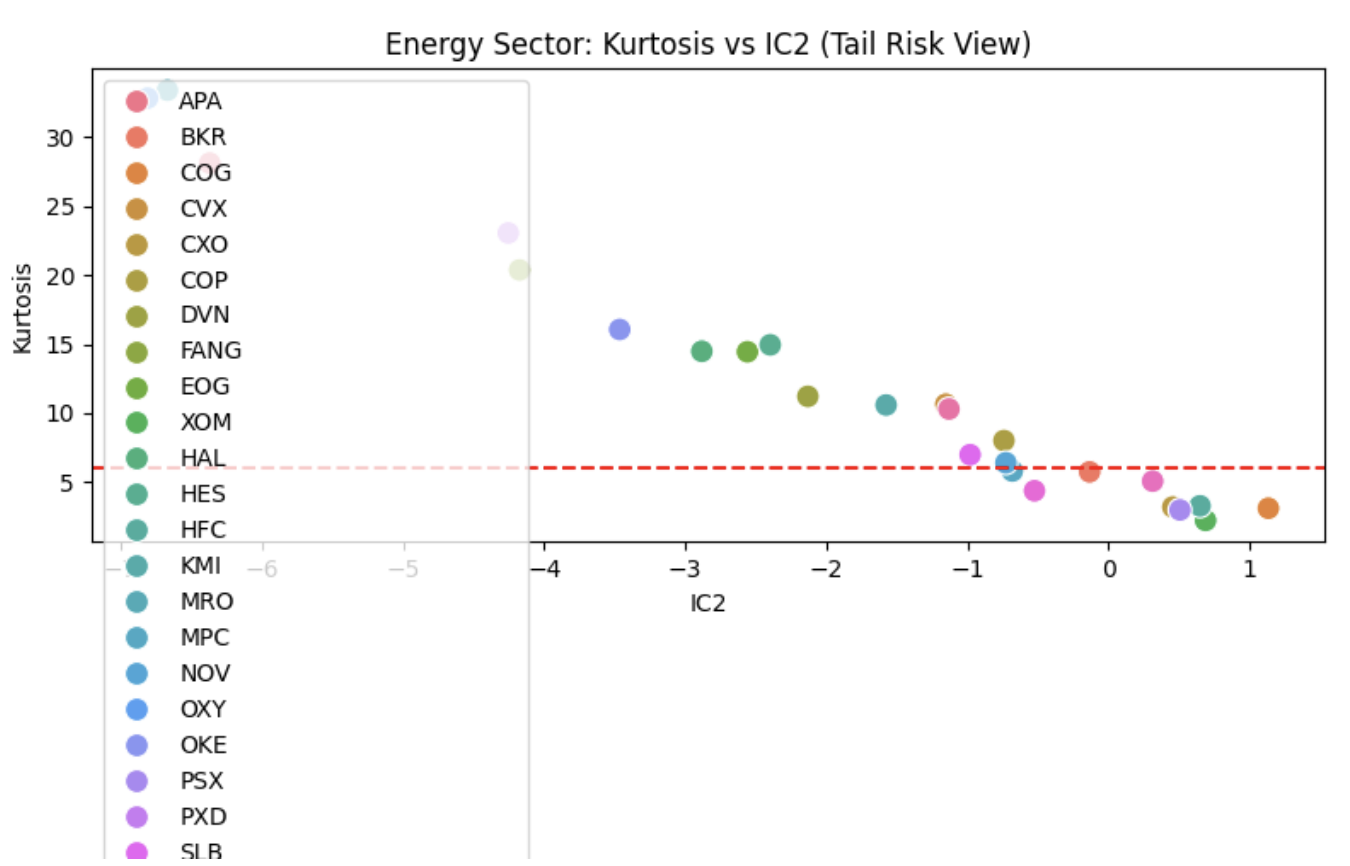 Energy Sector: Kurtosis vs IC2 (Tail Risk View)
Kurtosis
30
25
20
15
10
5
APA
BKR
COG
CVX
CXO
COP
DVN
FANG
EOG
XOM
HAL
HES
HFC
KMI
MRO
MPC
NOV
OXY
OKE
PSX
PXD
SLB
−6 −5 −4 −3 −2 −1 0 1
IC2